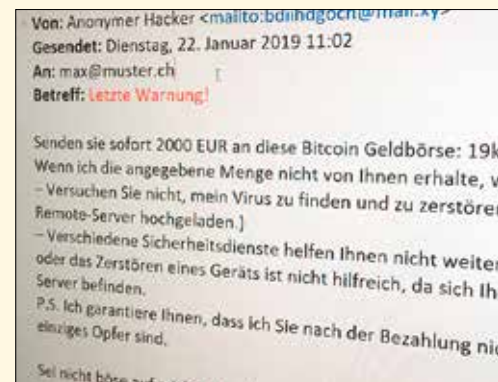 Von: Anonymer Hacker
Gesendet: Dienstag, 22. Januar 2019 11:02
An: max@muster.ch
Betreff: Letzte Warnung!
Senden sie sofort 2000 EUR an diese Bitcoin Geldbörse: 19k
Wenn ich die angegebene Menge nicht von Ihnen erhalte, v
– Versuchen Sie nicht, mein Virus zu finden und zu zerstören
Remote-Server hochgeladen.)
– Verschiedene Sicherheitsdienste helfen Ihnen nicht weiter
oder das Zerstören eines Geräts ist nicht hilfreich, da sich Ih
Server befinden.
P.S. Ich garantiere Ihnen, dass ich Sie nach der Bezahlung nic
einziges Opfer sind.
Sei nicht böse